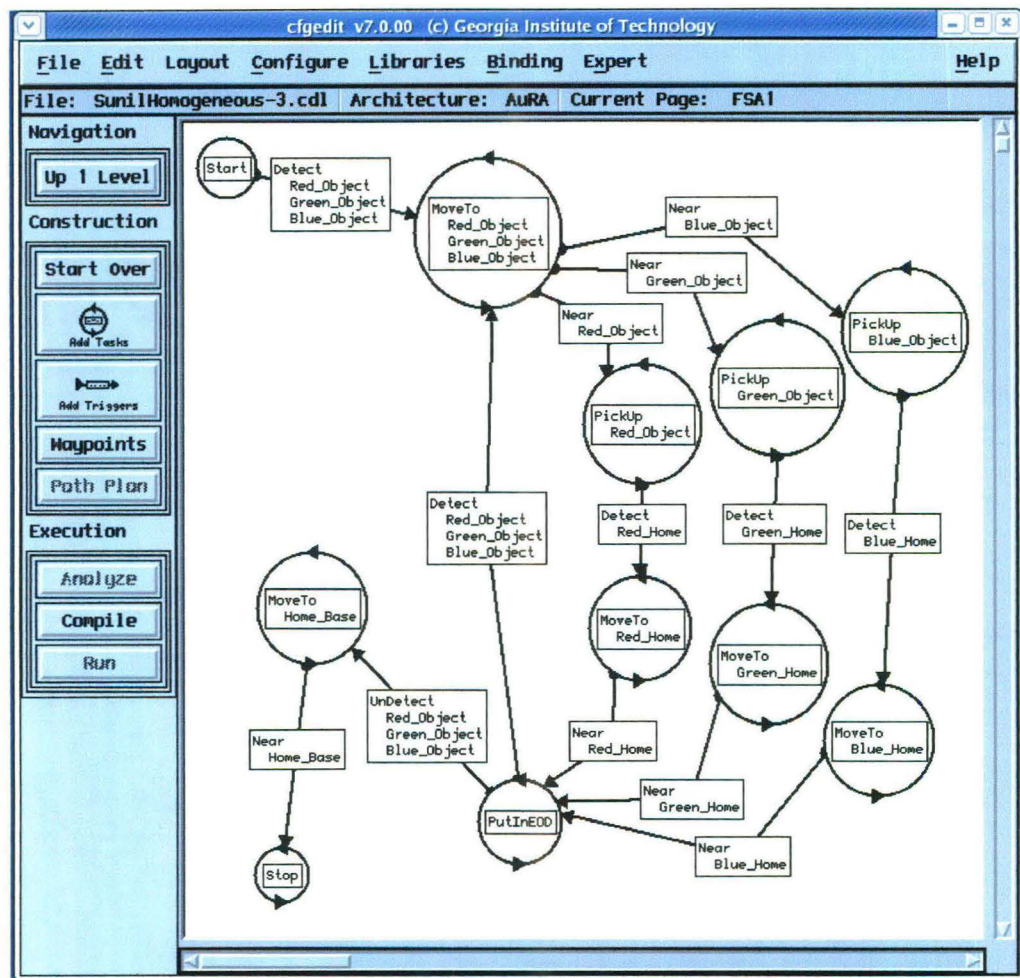 cfgedit v7.0.00 (c) Georgia Institute of Technology
File Edit Layout Configure Libraries Binding Expert Help
File: SunilHomogeneous-3.cdl Architecture: AuRA Current Page: FSA1
Navigation
Up 1 Level
Construction
Start Over
Add Tasks
Add Triggers
Waypoints
Path Plan
Execution
Analyze
Compile
Run
Start
Detect
Red_Object
Green_Object
Blue_Object
MoveTo
Red_Object
Green_Object
Blue_Object
Near
Blue_Object
Near
Green_Object
Near
Red_Object
PickUp
Blue_Object
PickUp
Green_Object
PickUp
Red_Object
Detect
Red_Object
Green_Object
Blue_Object
Detect
Red_Home
Detect
Green_Home
Detect
Blue_Home
MoveTo
Home_Base
MoveTo
Red_Home
MoveTo
Green_Home
MoveTo
Blue_Home
UnDetect
Red_Object
Green_Object
Blue_Object
Near
Home_Base
Near
Red_Home
Near
Green_Home
Near
Blue_Home
PutInEOD
Stop